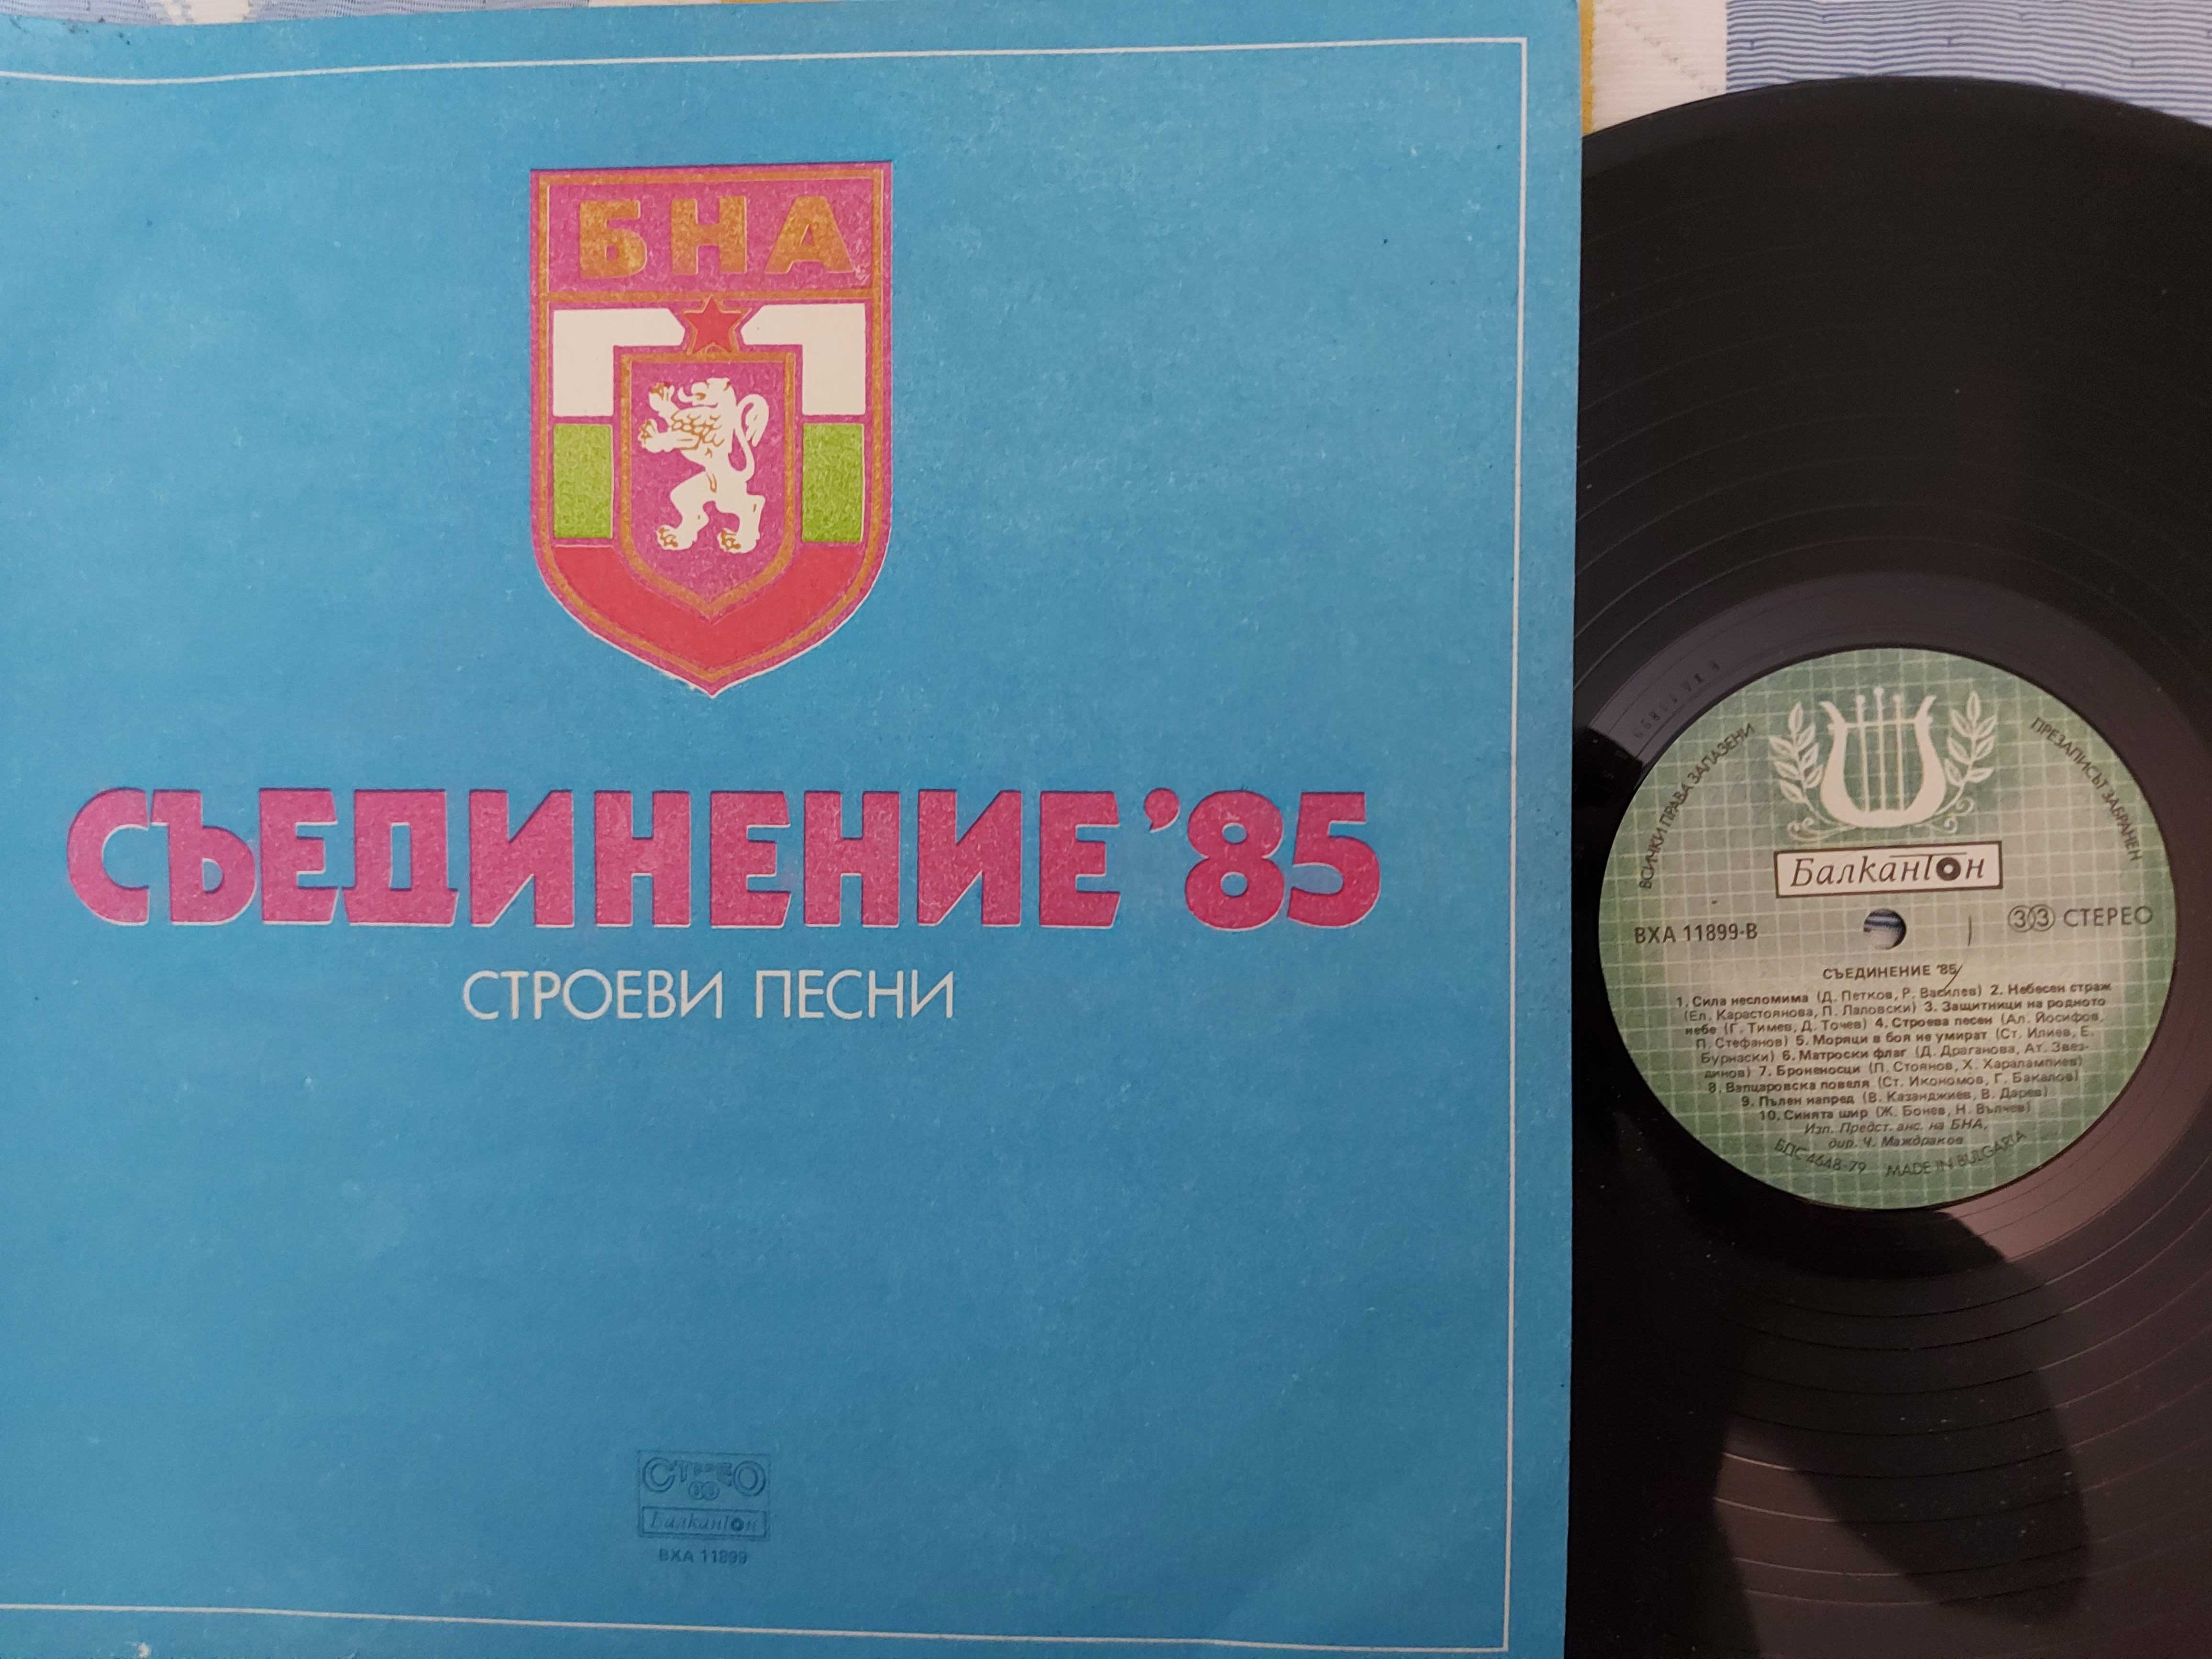 БНА
СЪЕДИНЕНИЕ '85
СТРОЕВИ ПЕСНИ
СТЕРЕО
33
Балкантон
ВХА 11899
ВСИЧКИ ПРАВА ЗАПАЗЕНИ
ПРЕЗАПИСЪТ ЗАБРАНЕН
Балкантон
ВХА 11899-В
33 СТЕРЕО
СЪЕДИНЕНИЕ '85
1. Сила несломима (Д. Петков, Р. Василев) 2. Небесен страж
(Ел. Карастоянова, П. Лаловски) 3. Защитници на родното
небе (Г. Тимев, Д. Точев) 4. Строева песен (Ал. Йосифов,
П. Стефанов) 5. Моряци в боя не умират (Ст. Илиев, Е.
Бурнаски) 6. Матроски флаг (Д. Драганова, Ат. Звез-
динов) 7. Броненосци (П. Стоянов, Х. Харалампиев)
8. Вапцаровска повеля (Ст. Икономов, Г. Бакалов)
9. Пълен напред (В. Казанджиев, В. Дарев)
10. Синята шир (Ж. Бонев, Н. Вълчев)
Изп. Предст. анс. на БНА,
дир. Ч. Маждраков
БДС 4648-79 MADE IN BULGARIA